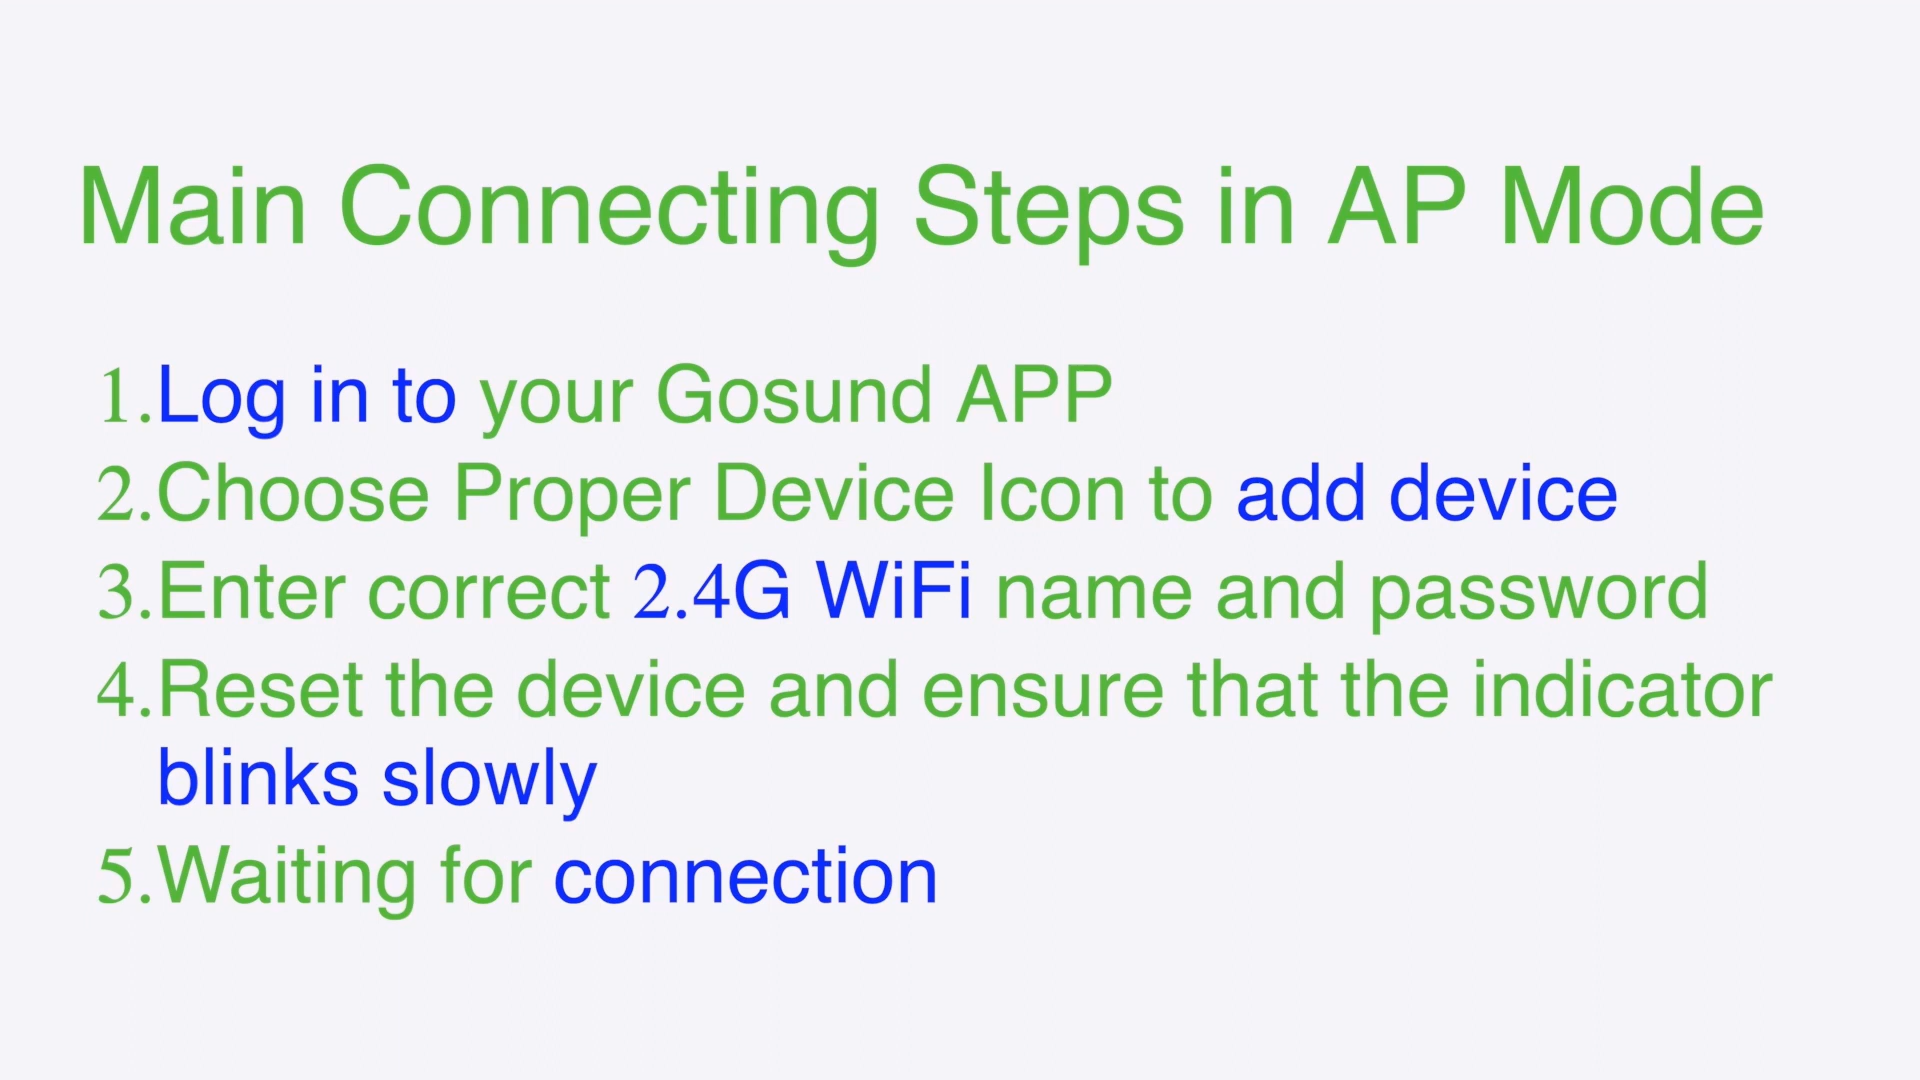 Main Connecting Steps in AP Mode
1.Log in to your Gosund APP
2.Choose Proper Device Icon to add device
3.Enter correct 2.4G WiFi name and password
4.Reset the device and ensure that the indicator
blinks slowly
5.Waiting for connection